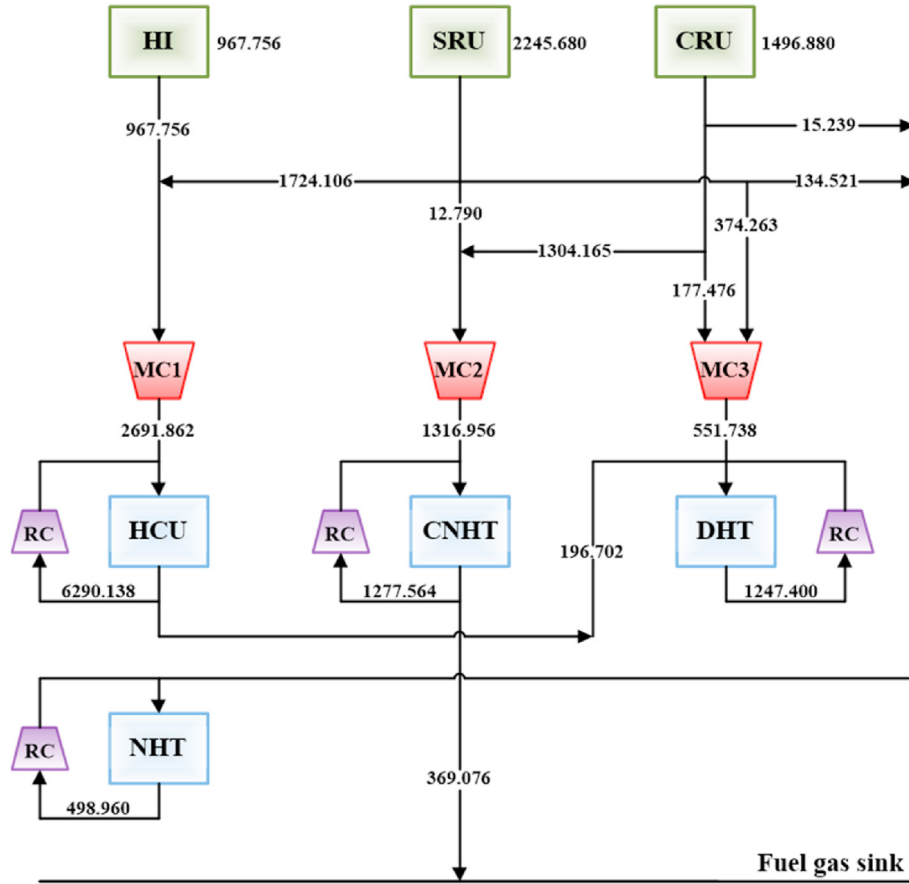 HI 967.756 SRU 2245.680 CRU 1496.880
967.756 15.239
1724.106 134.521
12.790 374.263
1304.165
177.476
MC1 MC2 MC3
2691.862 1316.956 551.738
RC HCU RC CNHT 196.702 DHT RC
6290.138 1277.564 1247.400
RC NHT
369.076
498.960
Fuel gas sink